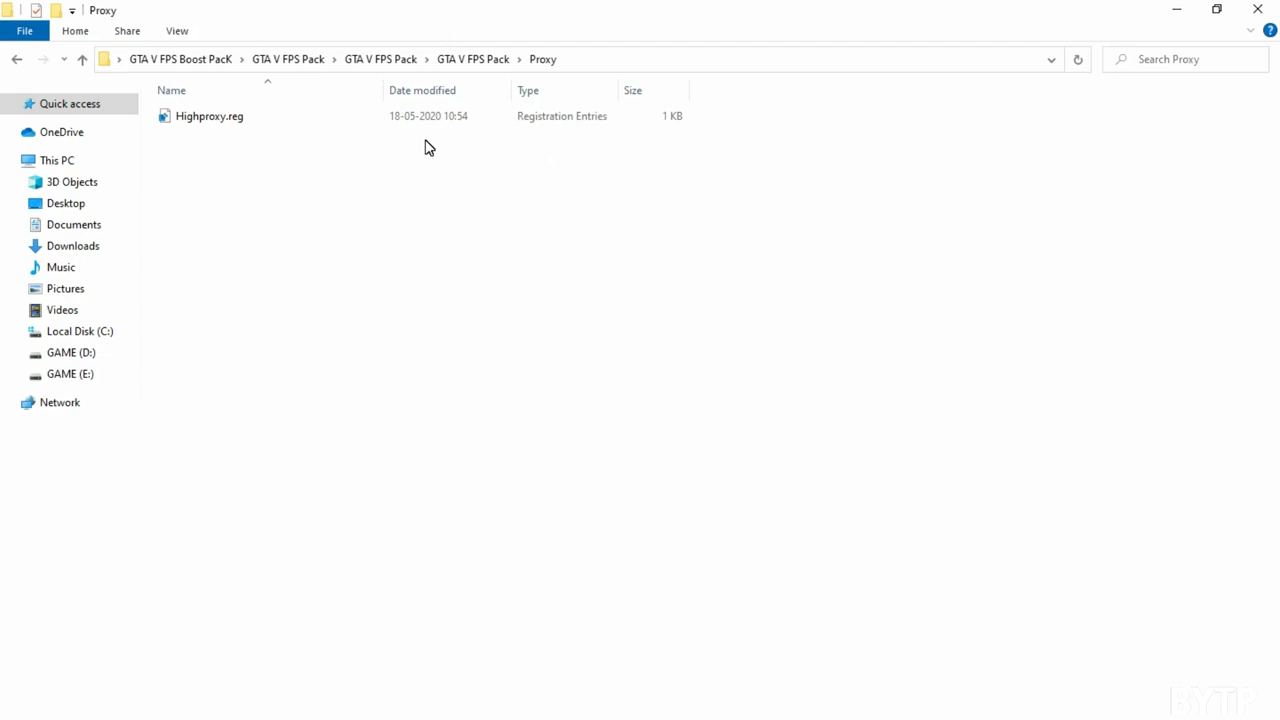 Proxy
File Home Share View
GTA V FPS Boost PacK GTA V FPS Pack GTA V FPS Pack GTA V FPS Pack Proxy Search Proxy
Name Date modified Type Size
Highproxy.reg 18-05-2020 10:54 Registration Entries 1 KB
Quick access
OneDrive
This PC
3D Objects
Desktop
Documents
Downloads
Music
Pictures
Videos
Local Disk (C:)
GAME (D:)
GAME (E:)
Network
BYTP